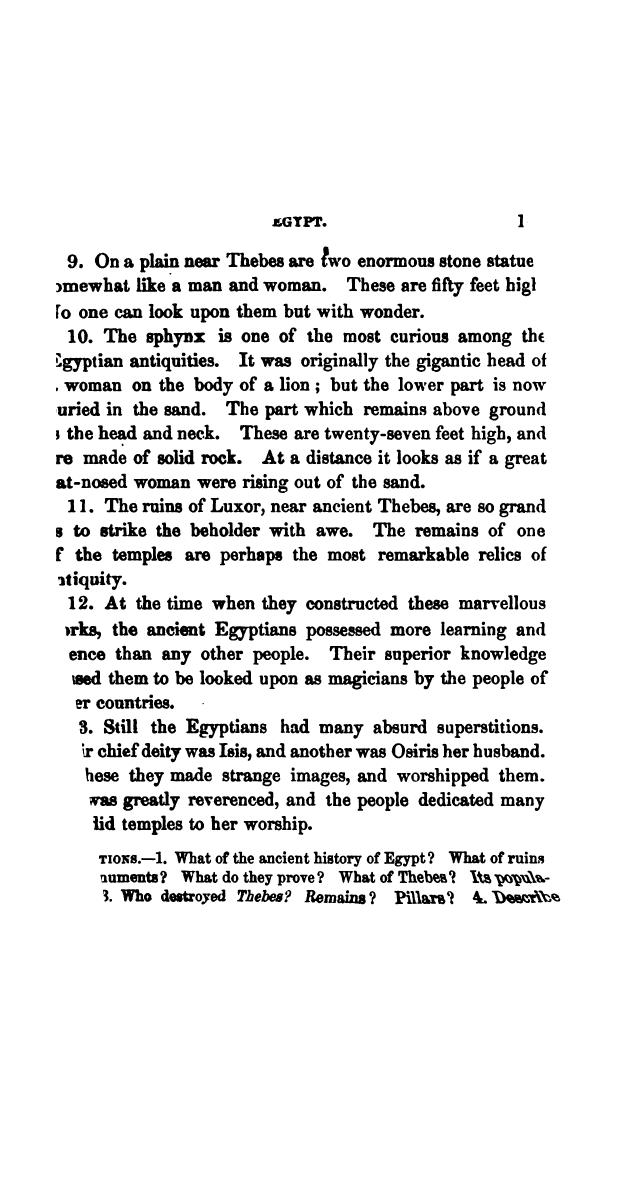 EGYPT. 1
9. On a plain near Thebes are two enormous stone statue
omewhat like a man and woman. These are fifty feet higl
o one can look upon them but with wonder.
10. The sphynx is one of the most curious among the
gyptian antiquities. It was originally the gigantic head of
woman on the body of a lion; but the lower part is now
uried in the sand. The part which remains above ground
the head and neck. These are twenty-seven feet high, and
re made of solid rock. At a distance it looks as if a great
at-nosed woman were rising out of the sand.
11. The ruins of Luxor, near ancient Thebes, are so grand
s to strike the beholder with awe. The remains of one
f the temples are perhaps the most remarkable relics of
ntiquity.
12. At the time when they constructed these marvellous
orks, the ancient Egyptians possessed more learning and
ence than any other people. Their superior knowledge
used them to be looked upon as magicians by the people of
er countries.
3. Still the Egyptians had many absurd superstitions.
ir chief deity was Isis, and another was Osiris her husband.
hese they made strange images, and worshipped them.
was greatly reverenced, and the people dedicated many
lid temples to her worship.
TIONS.—1. What of the ancient history of Egypt? What of ruins
numents? What do they prove? What of Thebes? Its popula-
3. Who destroyed Thebes? Remains? Pillars? 4. Describe